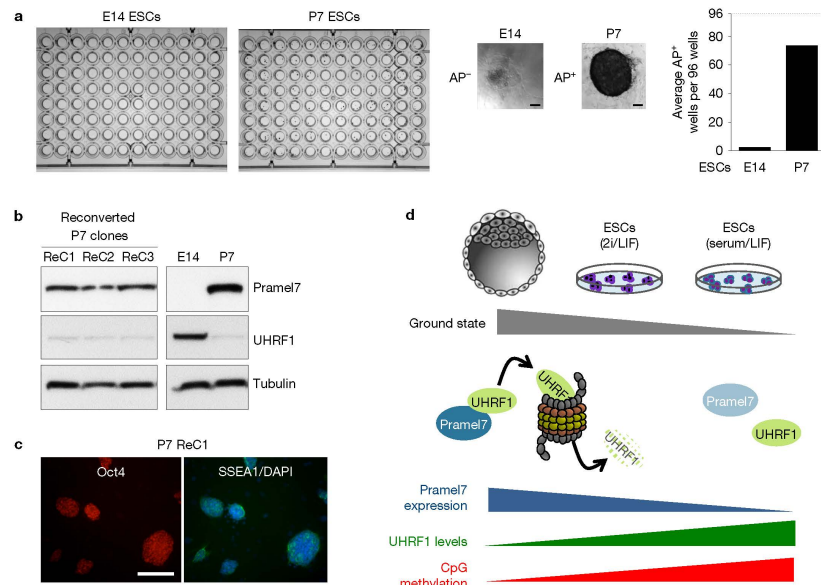 a
E14 ESCs
P7 ESCs
E14
P7
AP⁻
AP⁺
Average AP⁺
wells per 96 wells
96
80
60
40
20
0
ESCs E14 P7
b
Reconverted
P7 clones
ReC1 ReC2 ReC3 E14 P7
Pramel7
UHRF1
Tubulin
c
P7 ReC1
Oct4
SSEA1/DAPI
d
ESCs
(2i/LIF)
ESCs
(serum/LIF)
Ground state
UHRF1
Pramel7
UHRF1
UHRF1
Pramel7
UHRF1
Pramel7
expression
UHRF1 levels
CpG
methylation